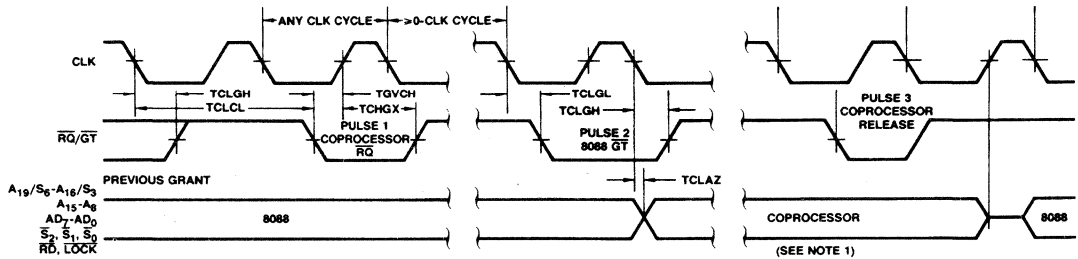 ANY CLK CYCLE
≥0-CLK CYCLE
CLK
TCLGH
TGVCH
TCLGL
TCLCL
TCHGX
TCLGH
PULSE 3
COPROCESSOR
RELEASE
RQ/GT
PULSE 1
COPROCESSOR
RQ
PULSE 2
8088 GT
PREVIOUS GRANT
TCLAZ
A19/S6-A16/S3
A15-A8
AD7-AD0
S2, S1, S0
RD, LOCK
8088
COPROCESSOR
8088
(SEE NOTE 1)